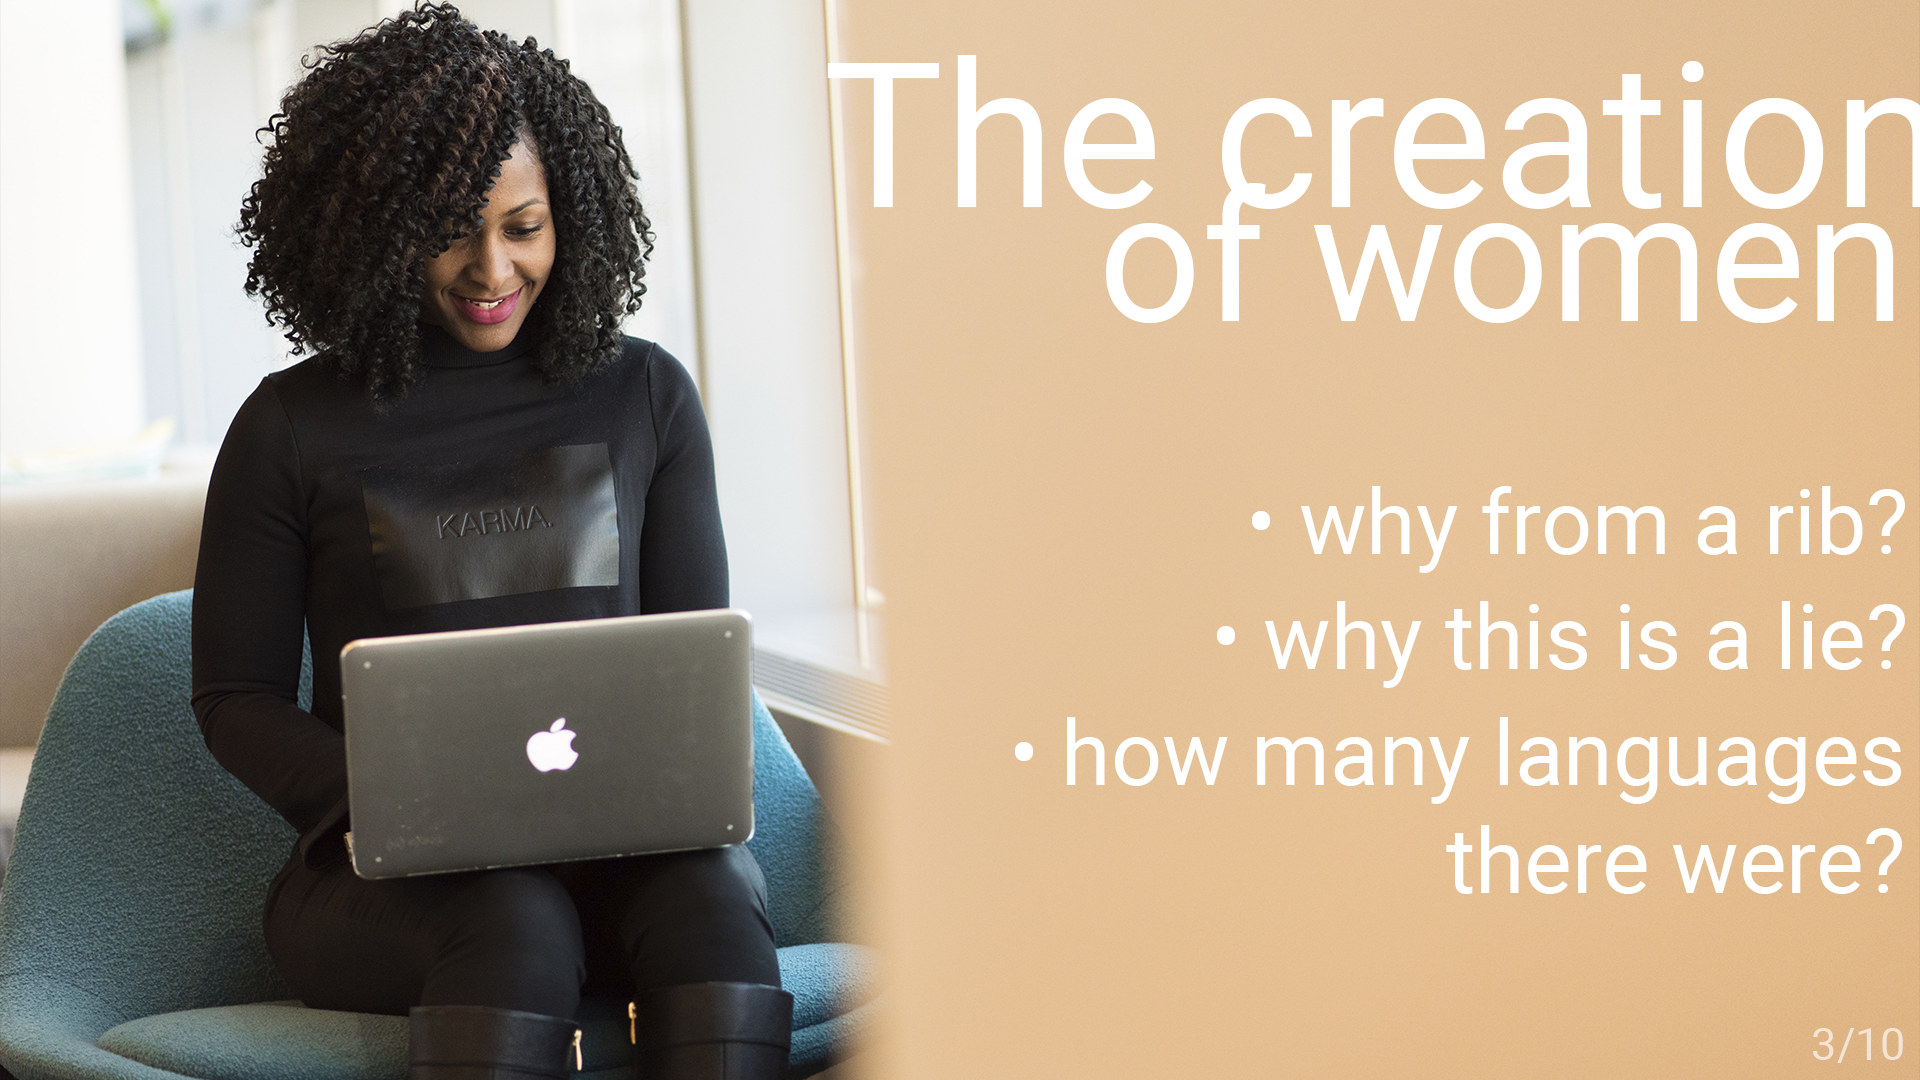 The creation
of women
• why from a rib?
• why this is a lie?
• how many languages
there were?
KARMA.
3/10